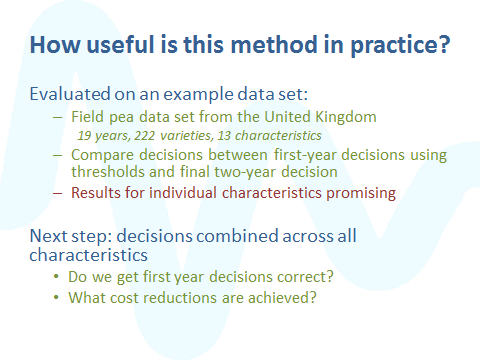 How useful is this method in practice?
Evaluated on an example data set:
– Field pea data set from the United Kingdom
19 years, 222 varieties, 13 characteristics
– Compare decisions between first-year decisions using
thresholds and final two-year decision
– Results for individual characteristics promising
Next step: decisions combined across all
characteristics
• Do we get first year decisions correct?
• What cost reductions are achieved?